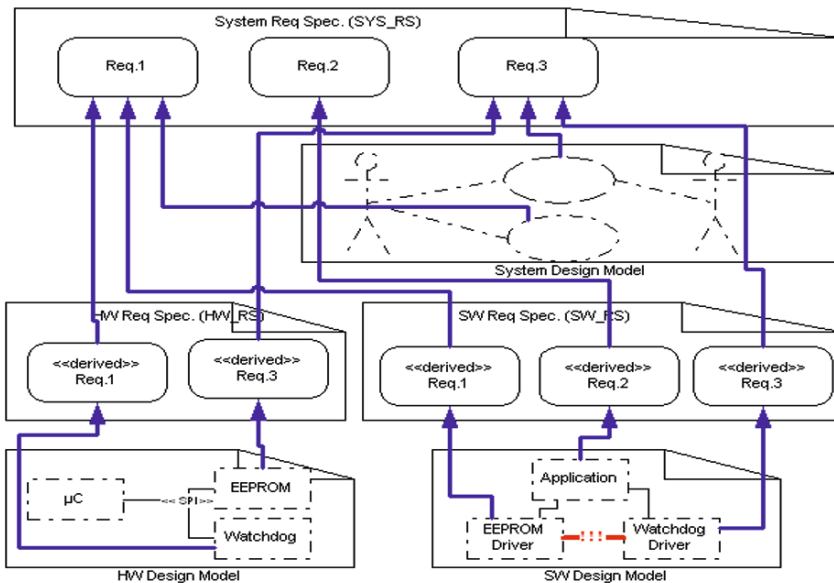 System Req Spec. (SYS_RS)
Req.1
Req.2
Req.3
System Design Model
HW Req Spec. (HW_RS)
SW Req Spec. (SW_RS)
<<derived>>
Req.1
<<derived>>
Req.3
<<derived>>
Req.1
<<derived>>
Req.2
<<derived>>
Req.3
µC
<< SPI >>
EEPROM
Watchdog
Application
EEPROM
Driver
!!!
Watchdog
Driver
HW Design Model
SW Design Model